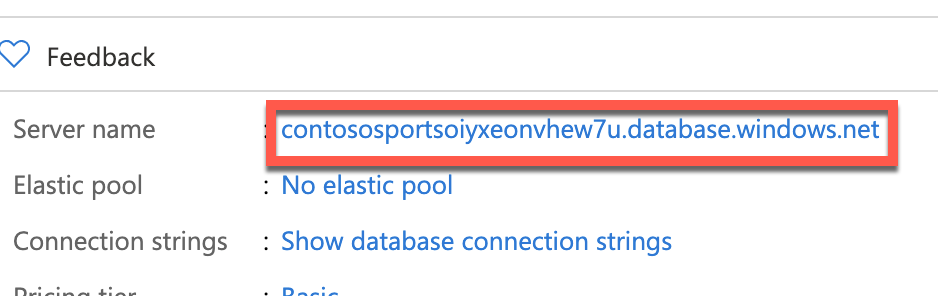 Feedback
Server name : contososportsoiyxeonvhew7u.database.windows.net
Elastic pool : No elastic pool
Connection strings : Show database connection strings
Pricing tier : Basic